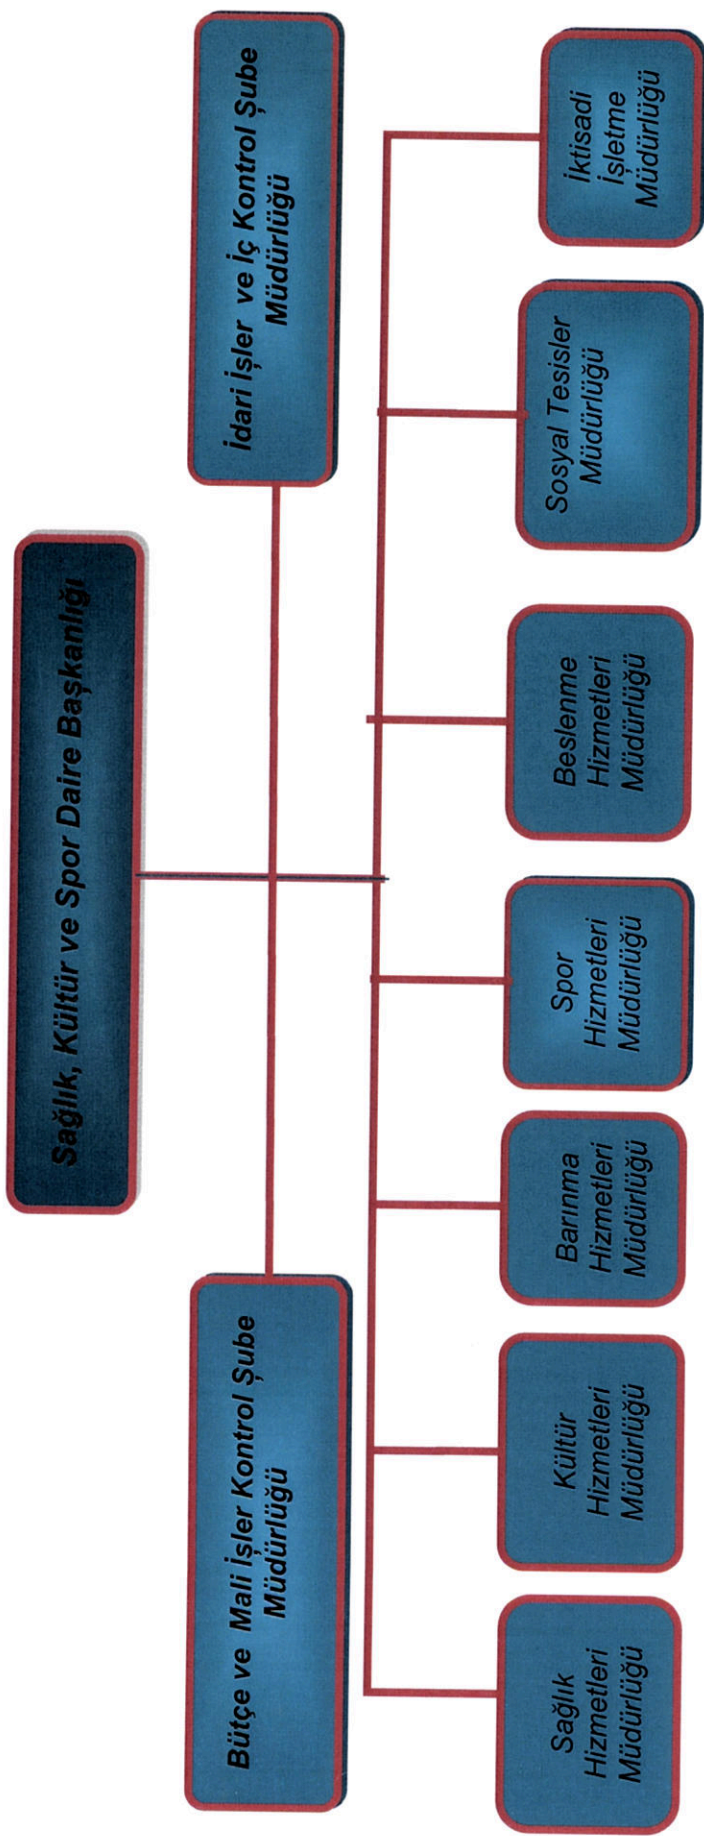 Sağlık, Kültür ve Spor Daire Başkanlığı
Bütçe ve Mali İşler Kontrol Şube
Müdürlüğü
İdari İşler ve İç Kontrol Şube
Müdürlüğü
Sağlık
Hizmetleri
Müdürlüğü
Kültür
Hizmetleri
Müdürlüğü
Barınma
Hizmetleri
Müdürlüğü
Spor
Hizmetleri
Müdürlüğü
Beslenme
Hizmetleri
Müdürlüğü
Sosyal Tesisler
Müdürlüğü
İktisadi
İşletme
Müdürlüğü